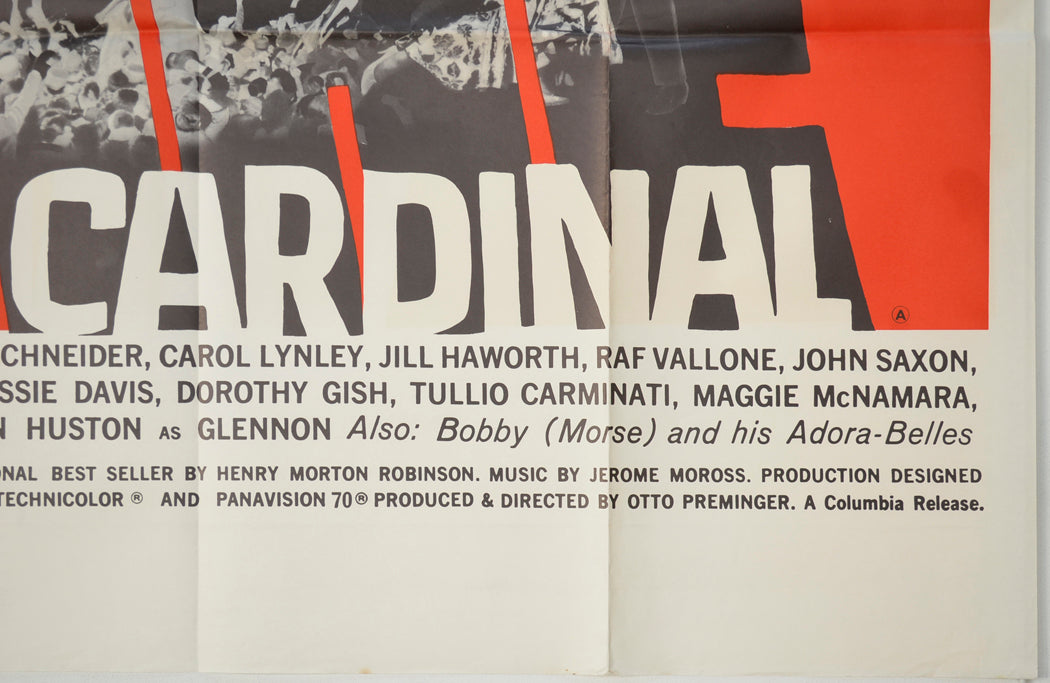 CARDINAL
A
CHNEIDER, CAROL LYNLEY, JILL HAWORTH, RAF VALLONE, JOHN SAXON,
SSIE DAVIS, DOROTHY GISH, TULLIO CARMINATI, MAGGIE McNAMARA,
N HUSTON AS GLENNON Also: Bobby (Morse) and his Adora-Belles
ONAL BEST SELLER BY HENRY MORTON ROBINSON. MUSIC BY JEROME MOROSS. PRODUCTION DESIGNED
TECHNICOLOR ® AND PANAVISION 70® PRODUCED & DIRECTED BY OTTO PREMINGER. A Columbia Release.